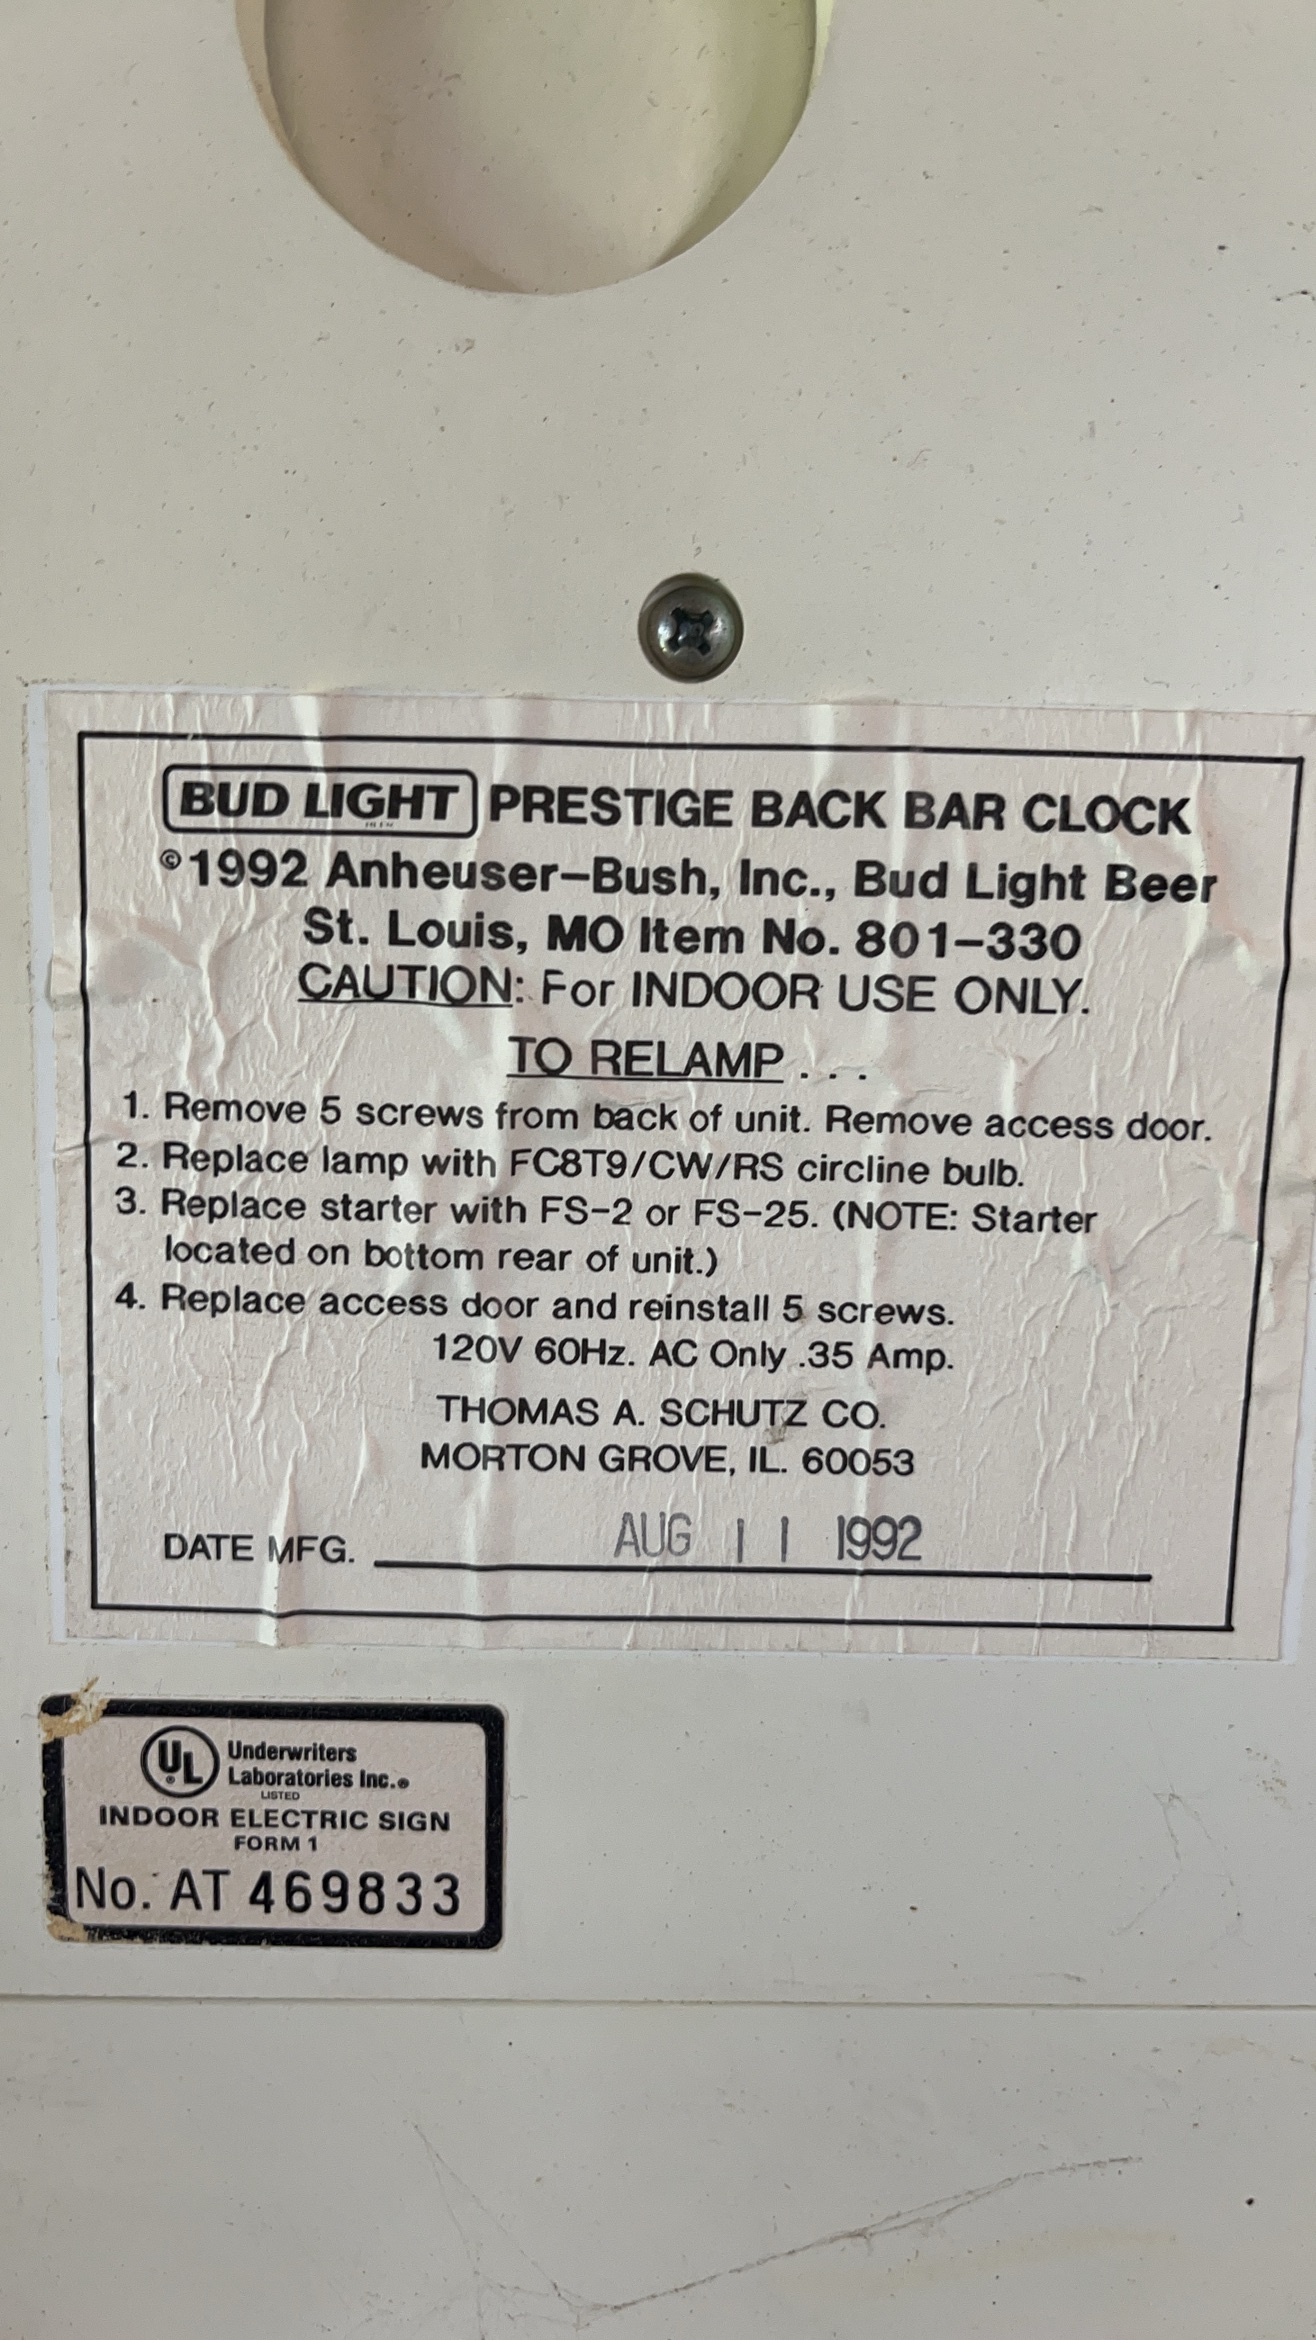 BUD LIGHT PRESTIGE BACK BAR CLOCK
©1992 Anheuser-Bush, Inc., Bud Light Beer
St. Louis, MO Item No. 801-330
CAUTION: For INDOOR USE ONLY.
TO RELAMP . . .
1. Remove 5 screws from back of unit. Remove access door.
2. Replace lamp with FC8T9/CW/RS circline bulb.
3. Replace starter with FS-2 or FS-25. (NOTE: Starter
located on bottom rear of unit.)
4. Replace access door and reinstall 5 screws.
120V 60Hz. AC Only .35 Amp.
THOMAS A. SCHUTZ CO.
MORTON GROVE, IL. 60053
DATE MFG. AUG 11 1992
UL® Underwriters
Laboratories Inc.®
LISTED
INDOOR ELECTRIC SIGN
FORM 1
No. AT 469833